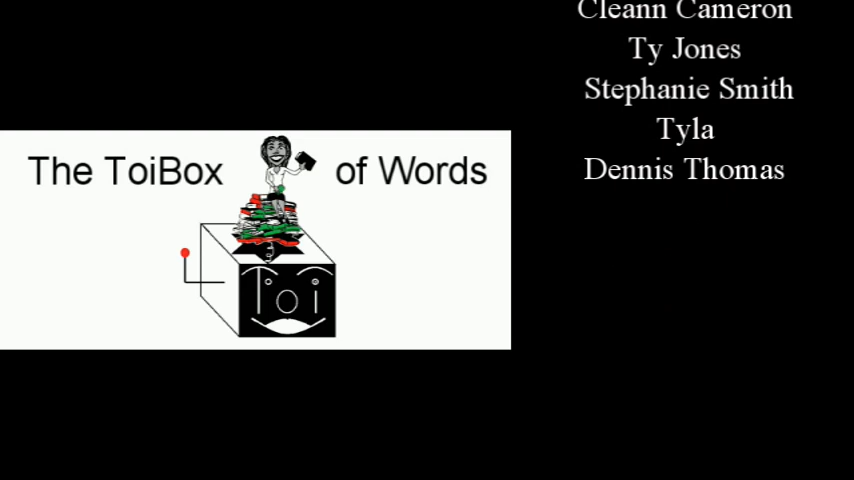 Cleann Cameron
Ty Jones
Stephanie Smith
Tyla
Dennis Thomas
The ToiBox of Words
Toi